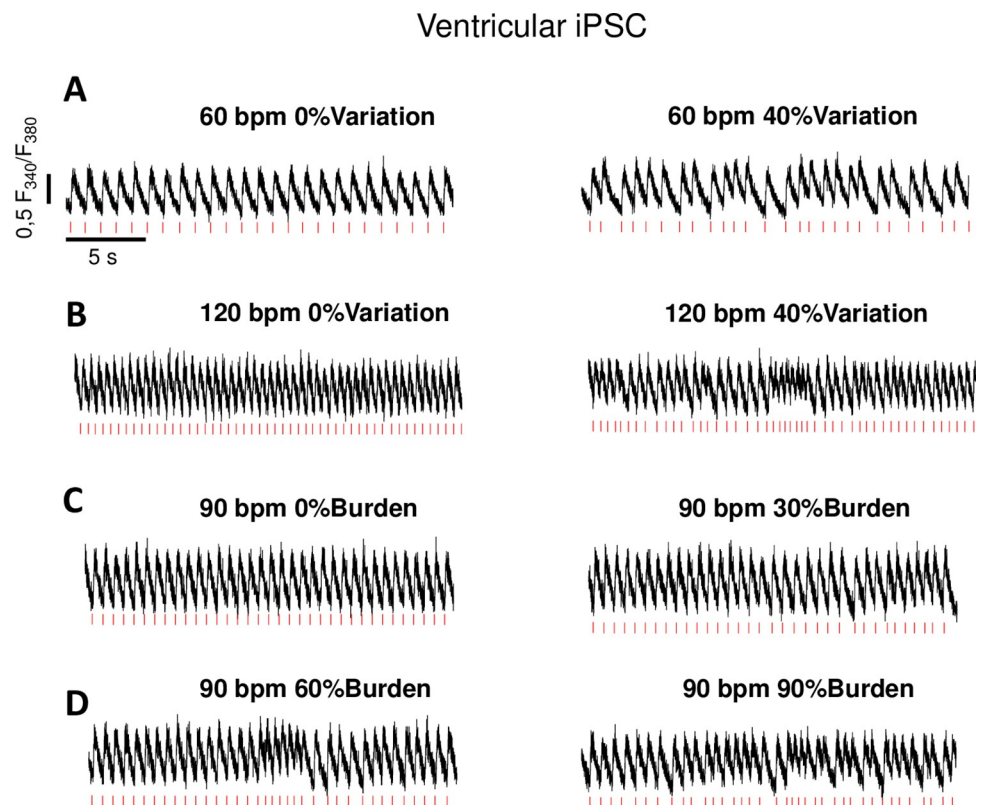 Ventricular iPSC
A
60 bpm 0%Variation
60 bpm 40%Variation
0,5 F340/F380
5 s
B
120 bpm 0%Variation
120 bpm 40%Variation
C
90 bpm 0%Burden
90 bpm 30%Burden
D
90 bpm 60%Burden
90 bpm 90%Burden